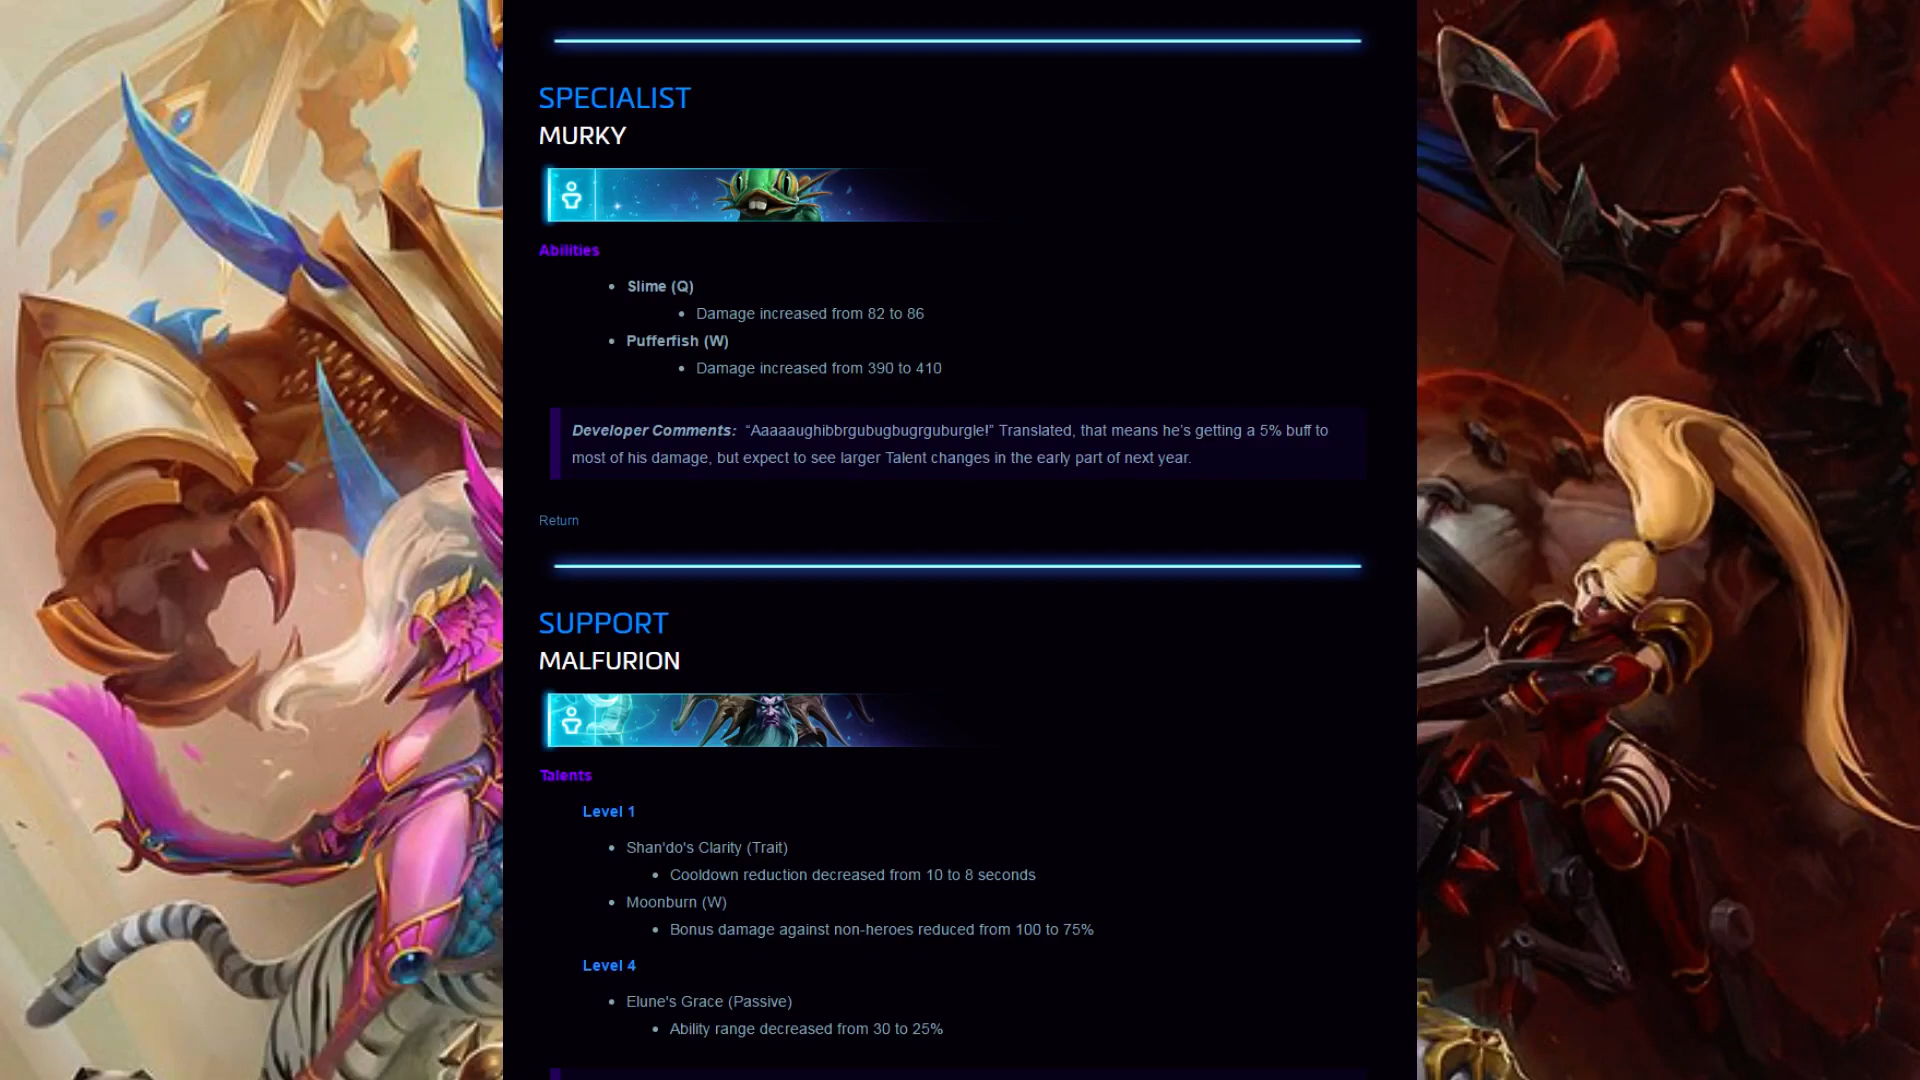 SPECIALIST
MURKY
Abilities
Slime (Q)
Damage increased from 82 to 86
Pufferfish (W)
Damage increased from 390 to 410
Developer Comments: “Aaaaaughibbrgubugbugrguburgle!” Translated, that means he’s getting a 5% buff to
most of his damage, but expect to see larger Talent changes in the early part of next year.
Return
SUPPORT
MALFURION
Talents
Level 1
Shan'do's Clarity (Trait)
Cooldown reduction decreased from 10 to 8 seconds
Moonburn (W)
Bonus damage against non-heroes reduced from 100 to 75%
Level 4
Elune's Grace (Passive)
Ability range decreased from 30 to 25%